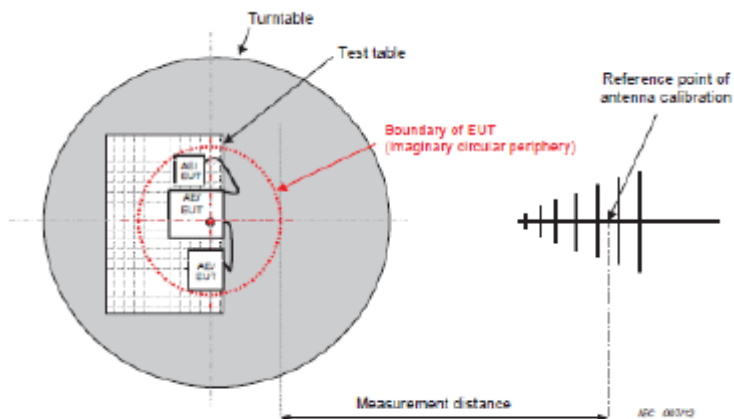 Turntable
Test table
Reference point of
antenna calibration
Boundary of EUT
(imaginary circular periphery)
AE/
EUT
AE/
EUT
AE/
EUT
Measurement distance
IEC